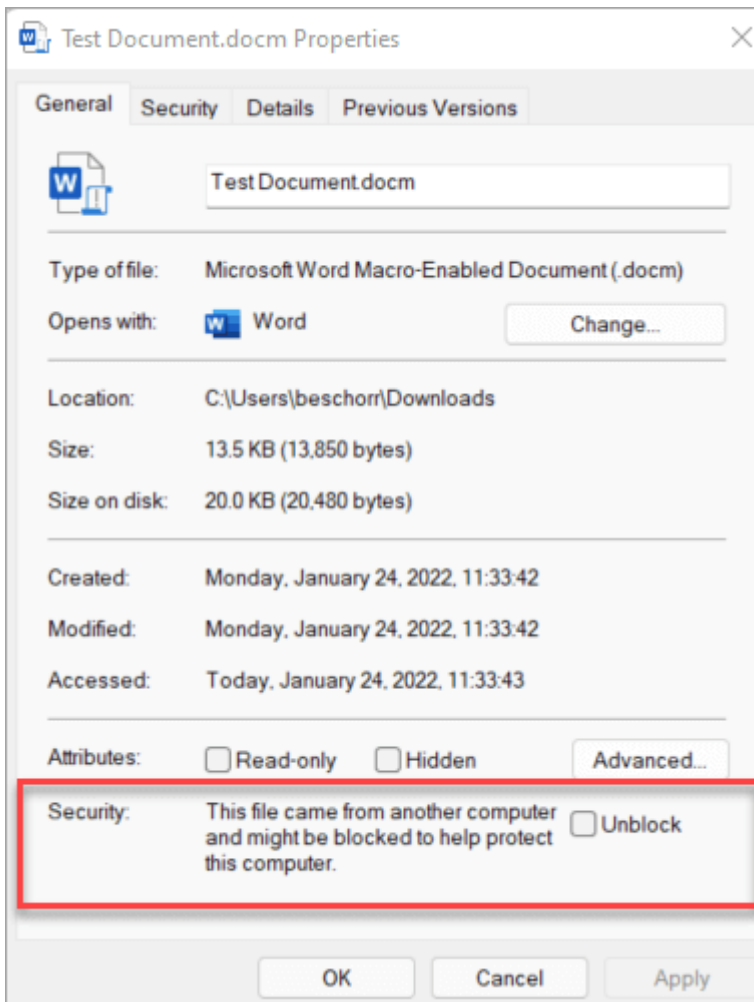 Test Document.docm Properties
General Security Details Previous Versions
Test Document.docm
Type of file: Microsoft Word Macro-Enabled Document (.docm)
Opens with: Word Change...
Location: C:\Users\beschorr\Downloads
Size: 13.5 KB (13,850 bytes)
Size on disk: 20.0 KB (20,480 bytes)
Created: Monday, January 24, 2022, 11:33:42
Modified: Monday, January 24, 2022, 11:33:42
Accessed: Today, January 24, 2022, 11:33:43
Attributes: Read-only Hidden Advanced...
Security: This file came from another computer
and might be blocked to help protect Unblock
this computer.
OK Cancel Apply